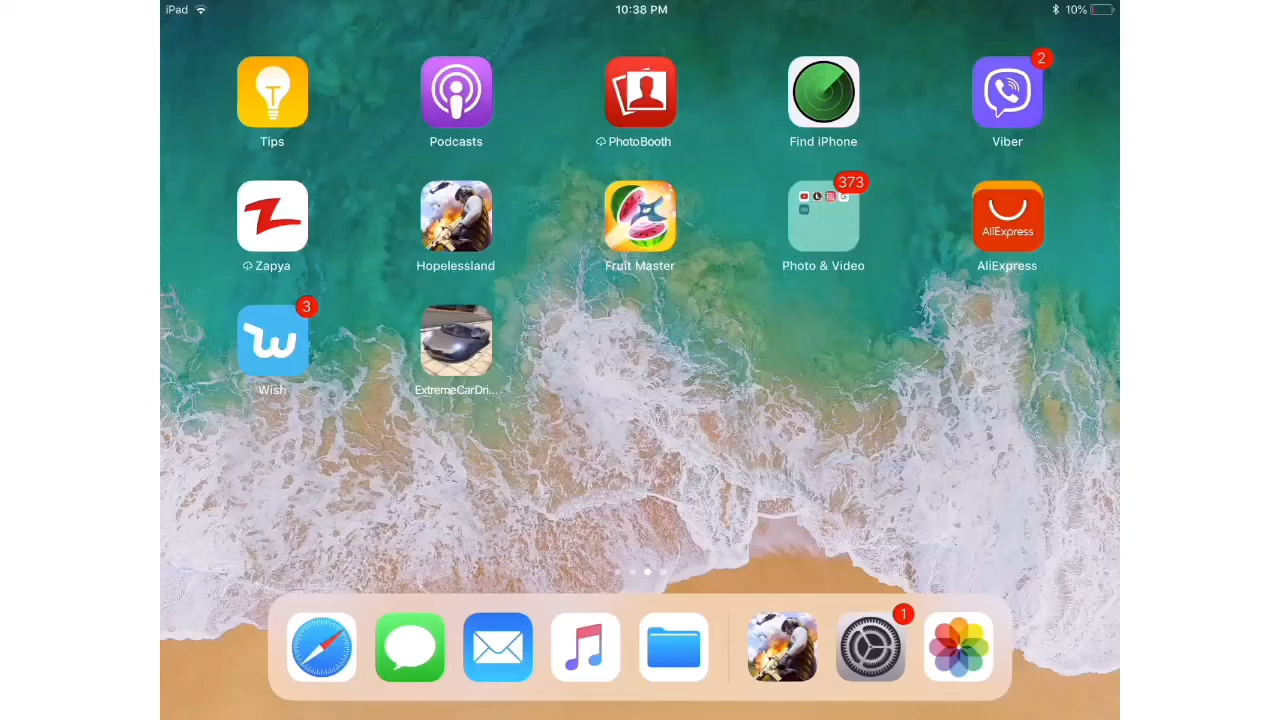 iPad
10:38 PM
10%
2
Tips
Podcasts
PhotoBooth
Find iPhone
Viber
373
AliExpress
Zapya
Hopelessland
Fruit Master
Photo & Video
AliExpress
3
Wish
ExtremeCarDri...
1